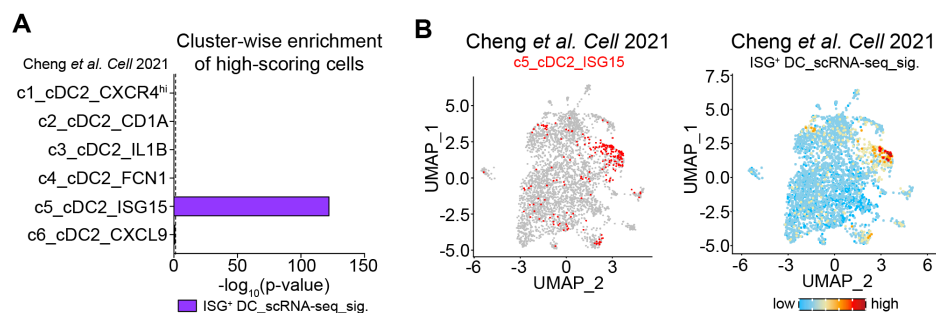 A
Cluster-wise enrichment
of high-scoring cells
Cheng et al. Cell 2021
c1_cDC2_CXCR4hi
c2_cDC2_CD1A
c3_cDC2_IL1B
c4_cDC2_FCN1
c5_cDC2_ISG15
c6_cDC2_CXCL9
0 50 100 150
-log10(p-value)
ISG+ DC_scRNA-seq_sig.
B
Cheng et al. Cell 2021
c5_cDC2_ISG15
UMAP_1
5.0
2.5
0.0
-2.5
-5.0
-6 -3 0 3
UMAP_2
Cheng et al. Cell 2021
ISG+ DC_scRNA-seq_sig.
UMAP_1
7.5
5.0
2.5
0.0
-2.5
-5.0
-6 -3 0 3 6
UMAP_2
low high